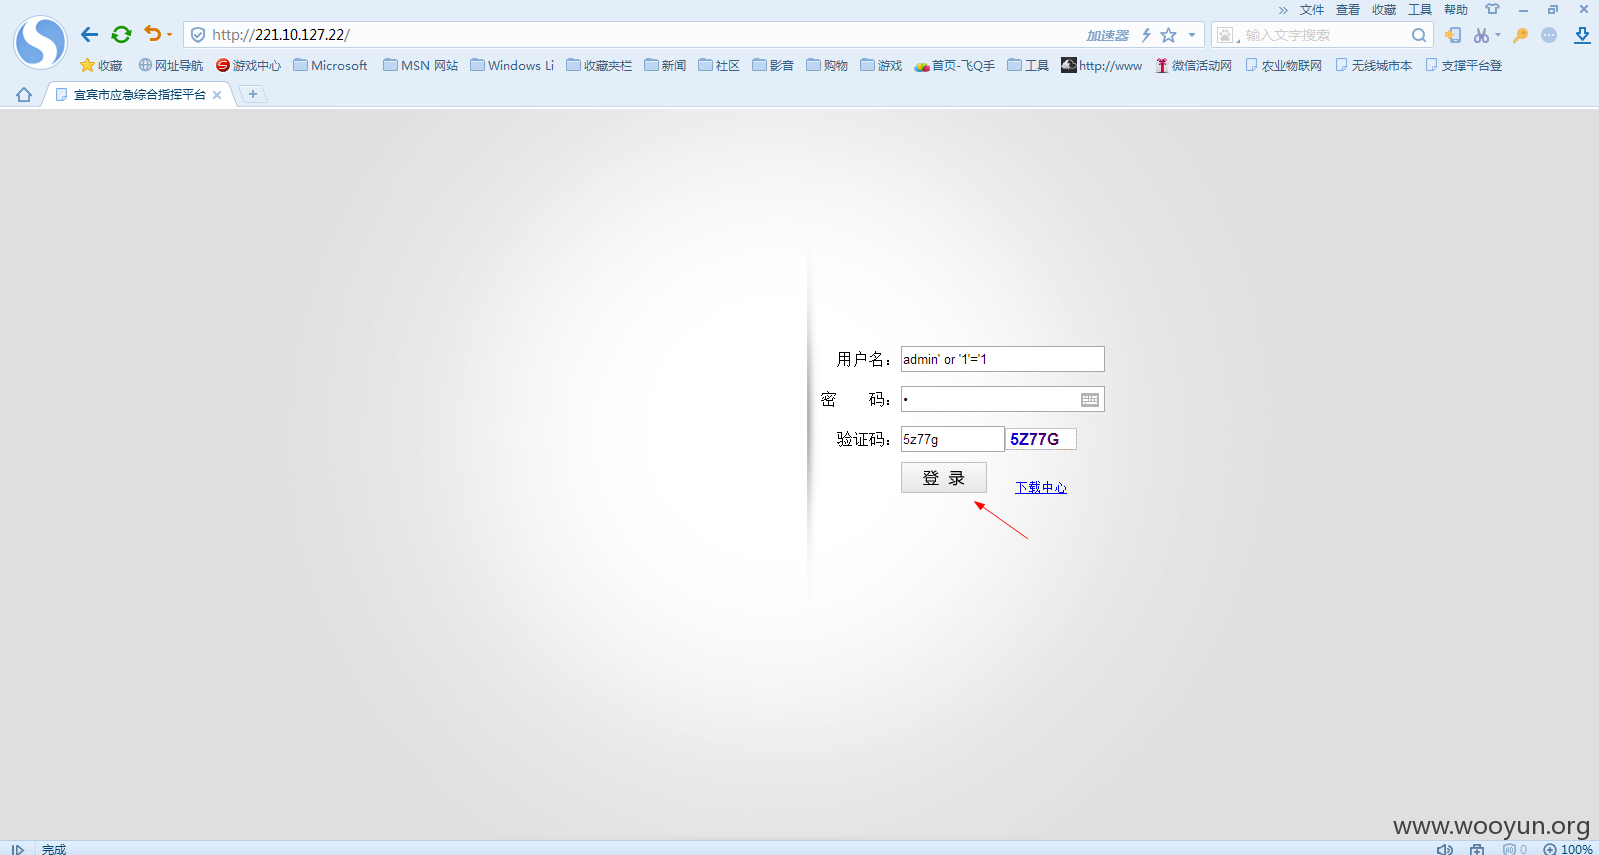 » 文件 查看 收藏 工具 帮助
http://221.10.127.22/ 加速器 输入文字搜索
收藏 网址导航 游戏中心 Microsoft MSN 网站 Windows Li 收藏夹栏 新闻 社区 影音 购物 游戏 首页-飞Q手 工具 http://www 微信活动网 农业物联网 无线城市本 支撑平台登
宜宾市应急综合指挥平台
用户名： admin' or '1'='1
密 码： •
验证码： 5z77g 5Z77G
登 录 下载中心
www.wooyun.org
完成 0 100%